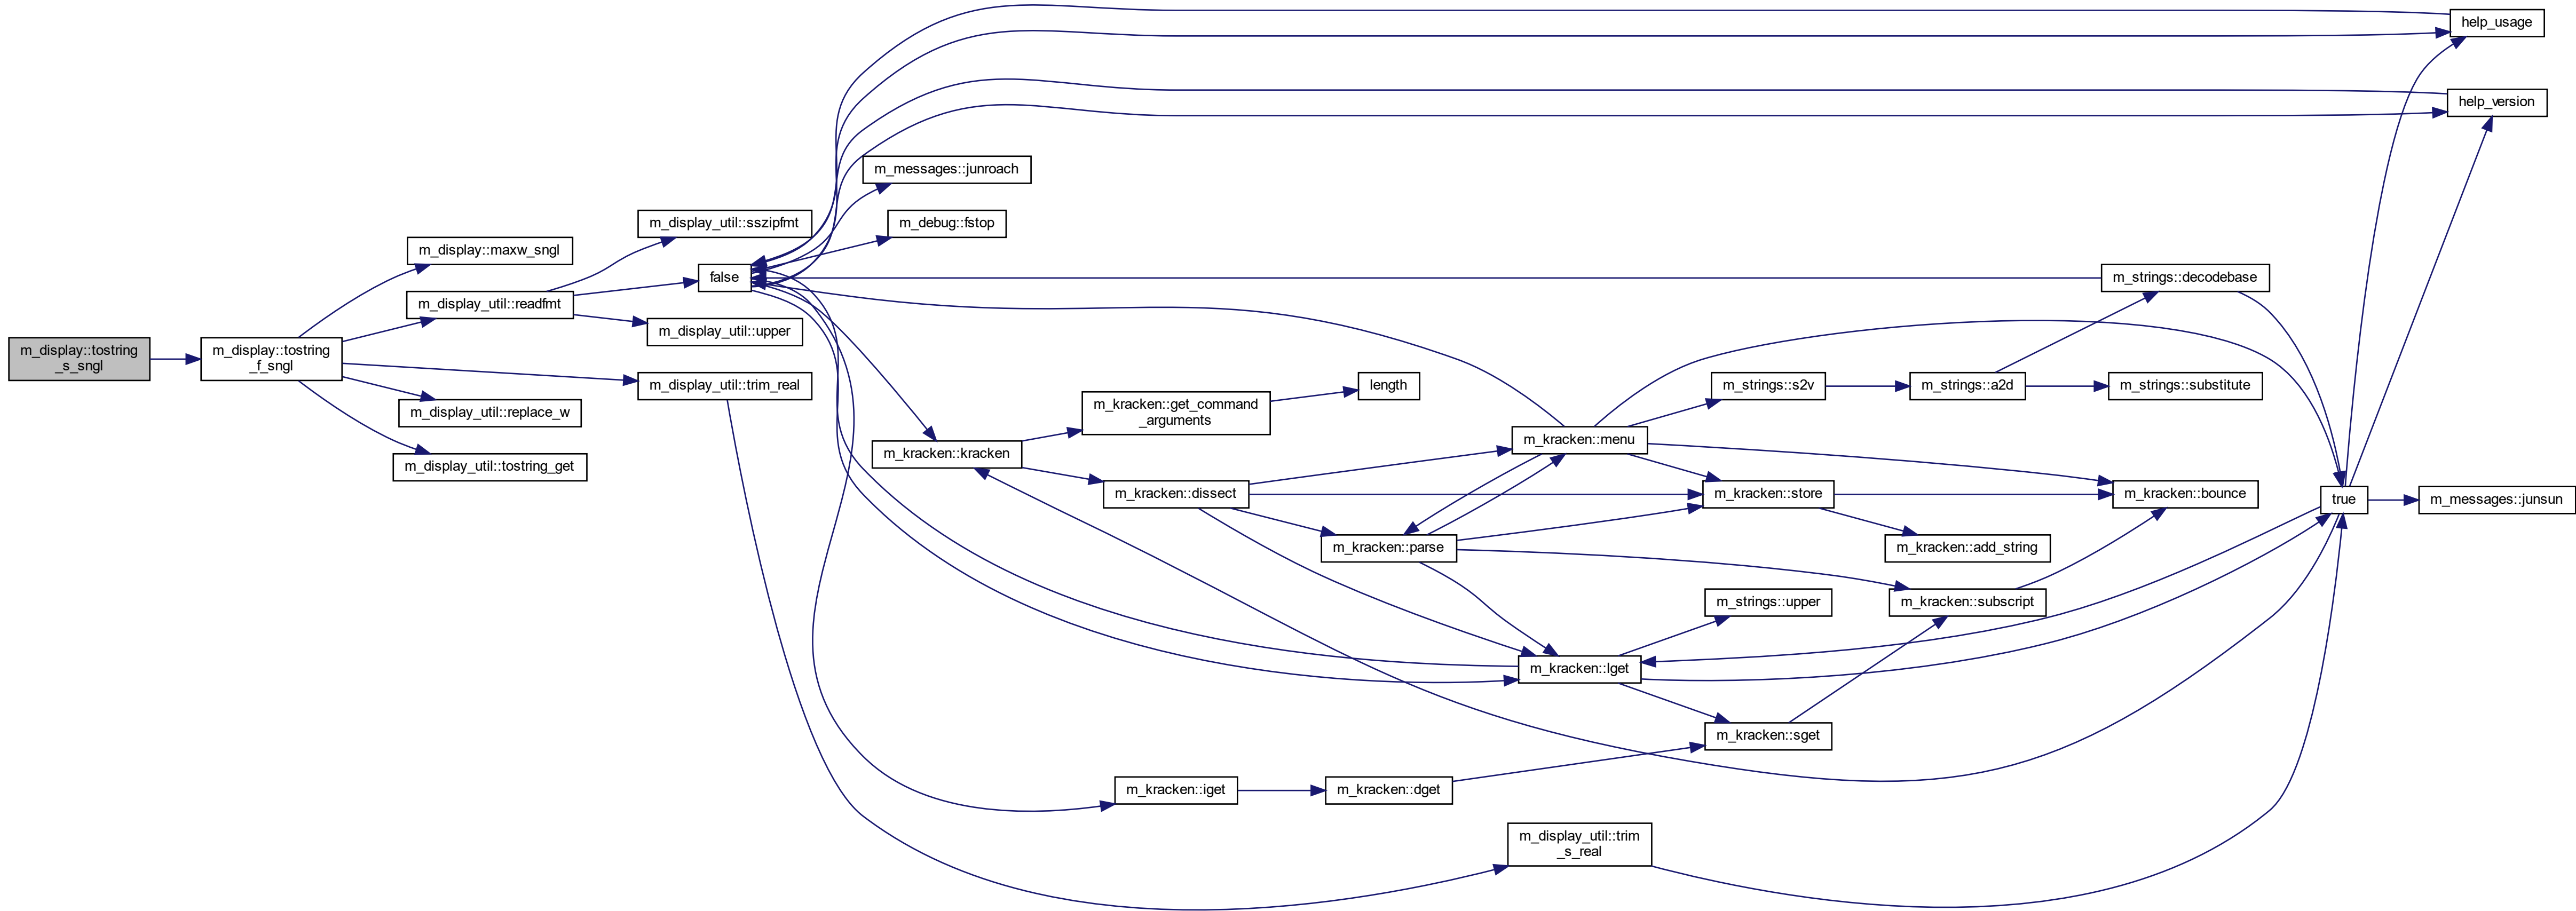 help_usage
help_version
m_messages::junroach
m_display_util::sszipfmt
m_debug::fstop
m_display::maxw_sngl
false
m_strings::decodebase
m_display_util::readfmt
m_display_util::upper
m_display::tostring
_s_sngl
m_display::tostring
_f_sngl
m_display_util::trim_real
length
m_strings::s2v
m_strings::a2d
m_strings::substitute
m_display_util::replace_w
m_kracken::get_command
_arguments
m_kracken::menu
m_kracken::kracken
m_display_util::tostring_get
m_kracken::dissect
m_kracken::store
m_kracken::bounce
true
m_messages::junsun
m_kracken::parse
m_kracken::add_string
m_strings::upper
m_kracken::subscript
m_kracken::lget
m_kracken::sget
m_kracken::iget
m_kracken::dget
m_display_util::trim
_s_real